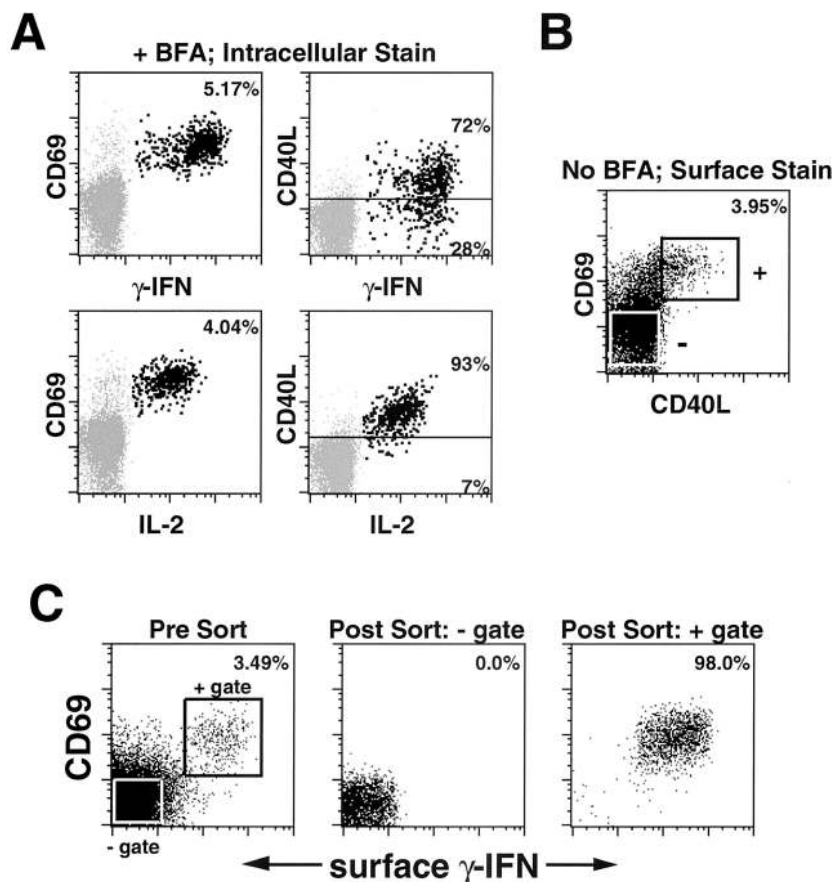 A
+ BFA; Intracellular Stain
CD69
5.17%
γ-IFN
CD40L
72%
28%
γ-IFN
CD69
4.04%
IL-2
CD40L
93%
7%
IL-2
B
No BFA; Surface Stain
CD69
3.95%
+
-
CD40L
C
Pre Sort
CD69
3.49%
+ gate
- gate
Post Sort: - gate
0.0%
Post Sort: + gate
98.0%
surface γ-IFN